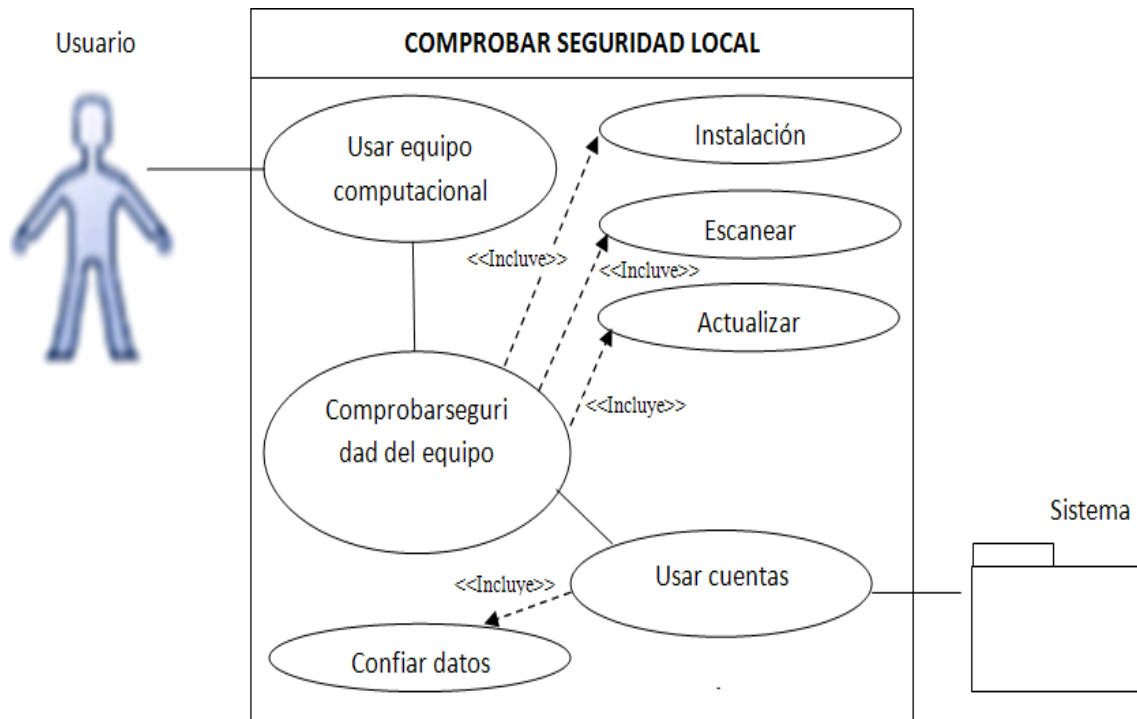 Usuario
COMPROBAR SEGURIDAD LOCAL
Usar equipo
computacional
Instalación
Escanear
<<Incluve>>
<<Incluve>>
Actualizar
<<Incluye>>
Comprobarseguri
dad del equipo
Sistema
Usar cuentas
<<Incluye>>
Confiar datos